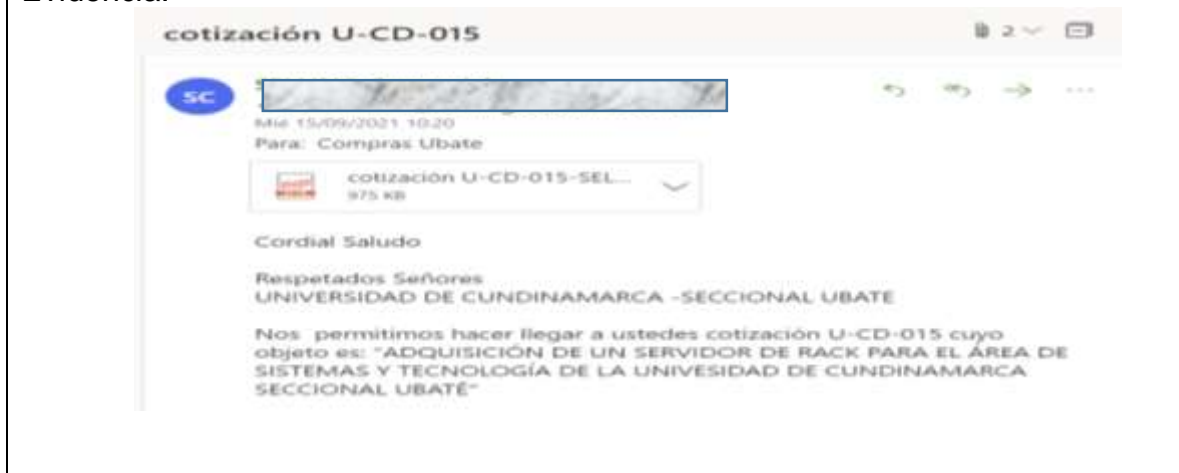 Evidencia:
cotización U-CD-015
2
SC
Mié 15/09/2021 10:20
Para: Compras Ubate
cotización U-CD-015-SEL...
975 KB
Cordial Saludo
Respetados Señores
UNIVERSIDAD DE CUNDINAMARCA -SECCIONAL UBATE
Nos permitimos hacer llegar a ustedes cotización U-CD-015 cuyo
objeto es: "ADQUISICIÓN DE UN SERVIDOR DE RACK PARA EL ÁREA DE
SISTEMAS Y TECNOLOGÍA DE LA UNIVESIDAD DE CUNDINAMARCA
SECCIONAL UBATÉ"